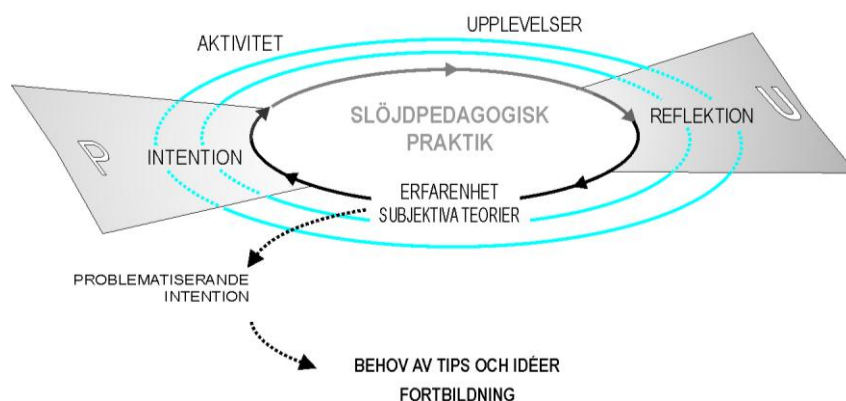 UPPLEVELSER
AKTIVITET
SLÖJDPEDAGOGISK
PRAKTIK
REFLEKTION
U
P
INTENTION
ERFARENHET
SUBJEKTIVA TEORIER
PROBLEMATISERANDE
INTENTION
BEHOV AV TIPS OCH IDÉER
FORTBILDNING